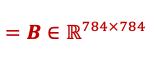 = 𝑩 ∈ ℝ^{784×784}